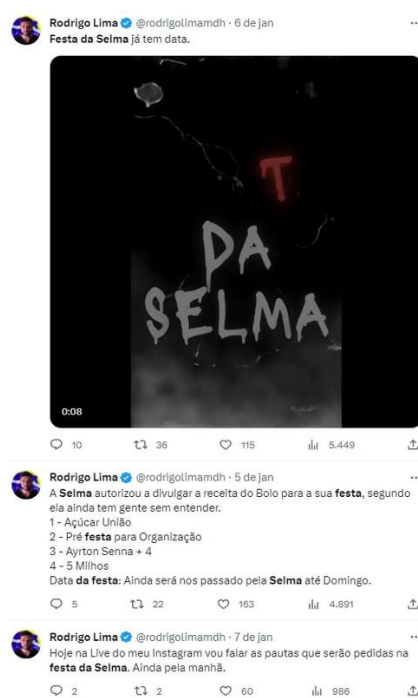 Rodrigo Lima @rodrigolimamdh · 6 de jan
Festa da Selma já tem data.
T
DA
SELMA
0:08
10 36 115 5.449
Rodrigo Lima @rodrigolimamdh · 5 de jan
A Selma autorizou a divulgar a receita do Bolo para a sua festa, segundo
ela ainda tem gente sem entender.
1 - Açúcar União
2 - Pré festa para Organização
3 - Ayrton Senna + 4
4 - 5 Milhos
Data da festa: Ainda será nos passado pela Selma até Domingo.
5 22 163 4.891
Rodrigo Lima @rodrigolimamdh · 7 de jan
Hoje na Live do meu Instagram vou falar as pautas que serão pedidas na
festa da Selma. Ainda pela manhã.
2 2 60 986